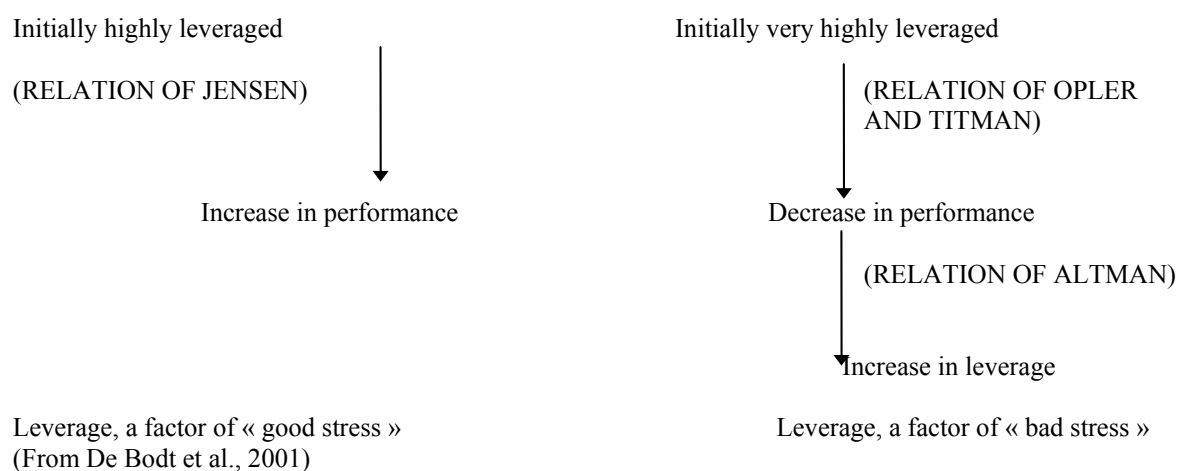 Initially highly leveraged
Initially very highly leveraged
(RELATION OF JENSEN)
(RELATION OF OPLER
AND TITMAN)
Increase in performance
Decrease in performance
(RELATION OF ALTMAN)
Increase in leverage
Leverage, a factor of « good stress »
(From De Bodt et al., 2001)
Leverage, a factor of « bad stress »